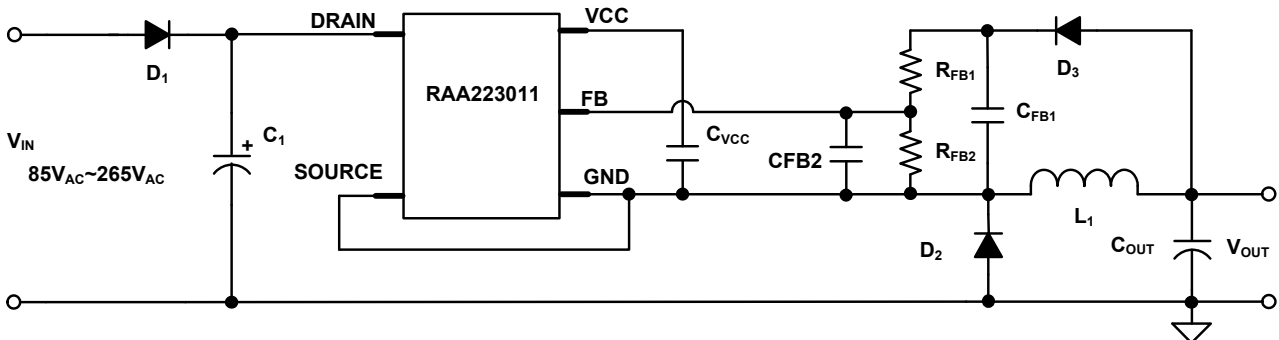 DRAIN
VCC
D1
RAA223011
RFB1
D3
FB
VIN
C1
+
CVCC
CFB1
85VAC~265VAC
SOURCE
CFB2
RFB2
GND
L1
D2
COUT
VOUT